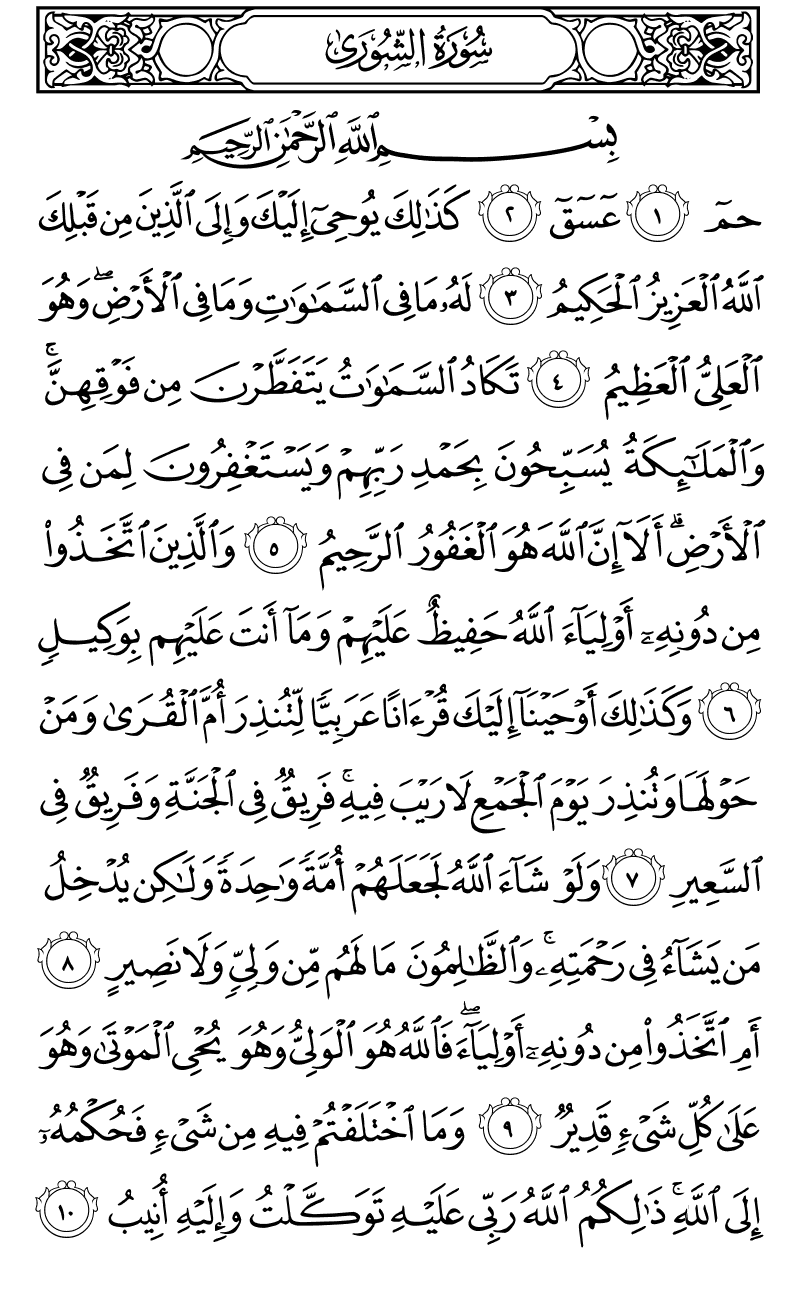 سُورَةُ الشُّورَىٰ
بِسْمِ ٱللَّهِ ٱلرَّحْمَٰنِ ٱلرَّحِيمِ
حمٓ ١ عٓسٓقٓ ٢ كَذَٰلِكَ يُوحِىٓ إِلَيْكَ وَإِلَى ٱلَّذِينَ مِن قَبْلِكَ
ٱللَّهُ ٱلْعَزِيزُ ٱلْحَكِيمُ ٣ لَهُۥ مَا فِى ٱلسَّمَٰوَٰتِ وَمَا فِى ٱلْأَرْضِۖ وَهُوَ
ٱلْعَلِىُّ ٱلْعَظِيمُ ٤ تَكَادُ ٱلسَّمَٰوَٰتُ يَتَفَطَّرْنَ مِن فَوْقِهِنَّۚ
وَٱلْمَلَٰٓئِكَةُ يُسَبِّحُونَ بِحَمْدِ رَبِّهِمْ وَيَسْتَغْفِرُونَ لِمَن فِى
ٱلْأَرْضِۗ أَلَآ إِنَّ ٱللَّهَ هُوَ ٱلْغَفُورُ ٱلرَّحِيمُ ٥ وَٱلَّذِينَ ٱتَّخَذُوا۟
مِن دُونِهِۦٓ أَوْلِيَآءَ ٱللَّهُ حَفِيظٌ عَلَيْهِمْ وَمَآ أَنتَ عَلَيْهِم بِوَكِيلٍ
٦ وَكَذَٰلِكَ أَوْحَيْنَآ إِلَيْكَ قُرْءَانًا عَرَبِيًّا لِّتُنذِرَ أُمَّ ٱلْقُرَىٰ وَمَنْ
حَوْلَهَا وَتُنذِرَ يَوْمَ ٱلْجَمْعِ لَا رَيْبَ فِيهِۚ فَرِيقٌ فِى ٱلْجَنَّةِ وَفَرِيقٌ فِى
ٱلسَّعِيرِ ٧ وَلَوْ شَآءَ ٱللَّهُ لَجَعَلَهُمْ أُمَّةً وَٰحِدَةً وَلَٰكِن يُدْخِلُ
مَن يَشَآءُ فِى رَحْمَتِهِۦۚ وَٱلظَّٰلِمُونَ مَا لَهُم مِّن وَلِىٍّ وَلَا نَصِيرٍ ٨
أَمِ ٱتَّخَذُوا۟ مِن دُونِهِۦٓ أَوْلِيَآءَۖ فَٱللَّهُ هُوَ ٱلْوَلِىُّ وَهُوَ يُحْىِ ٱلْمَوْتَىٰ وَهُوَ
عَلَىٰ كُلِّ شَىْءٍ قَدِيرٌ ٩ وَمَا ٱخْتَلَفْتُمْ فِيهِ مِن شَىْءٍ فَحُكْمُهُۥٓ
إِلَى ٱللَّهِۚ ذَٰلِكُمُ ٱللَّهُ رَبِّى عَلَيْهِ تَوَكَّلْتُ وَإِلَيْهِ أُنِيبُ ١٠